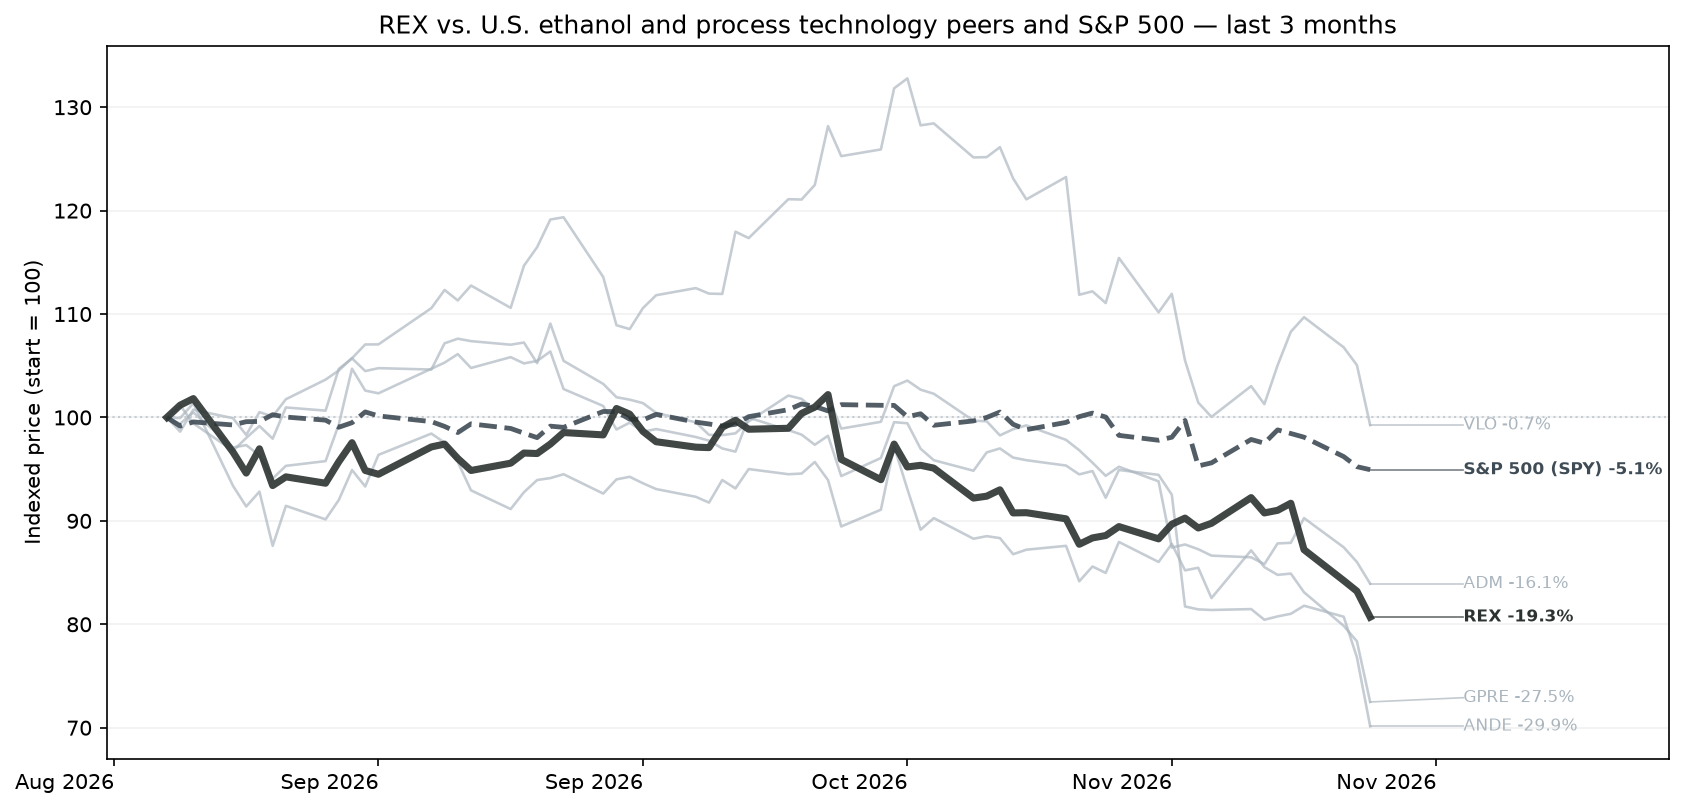 REX vs. U.S. ethanol and process technology peers and S&P 500 — last 3 months
Indexed price (start = 100)
130
120
110
100
90
80
70
VLO -0.7%
S&P 500 (SPY) -5.1%
ADM -16.1%
REX -19.3%
GPRE -27.5%
ANDE -29.9%
Aug 2026
Sep 2026
Sep 2026
Oct 2026
Nov 2026
Nov 2026